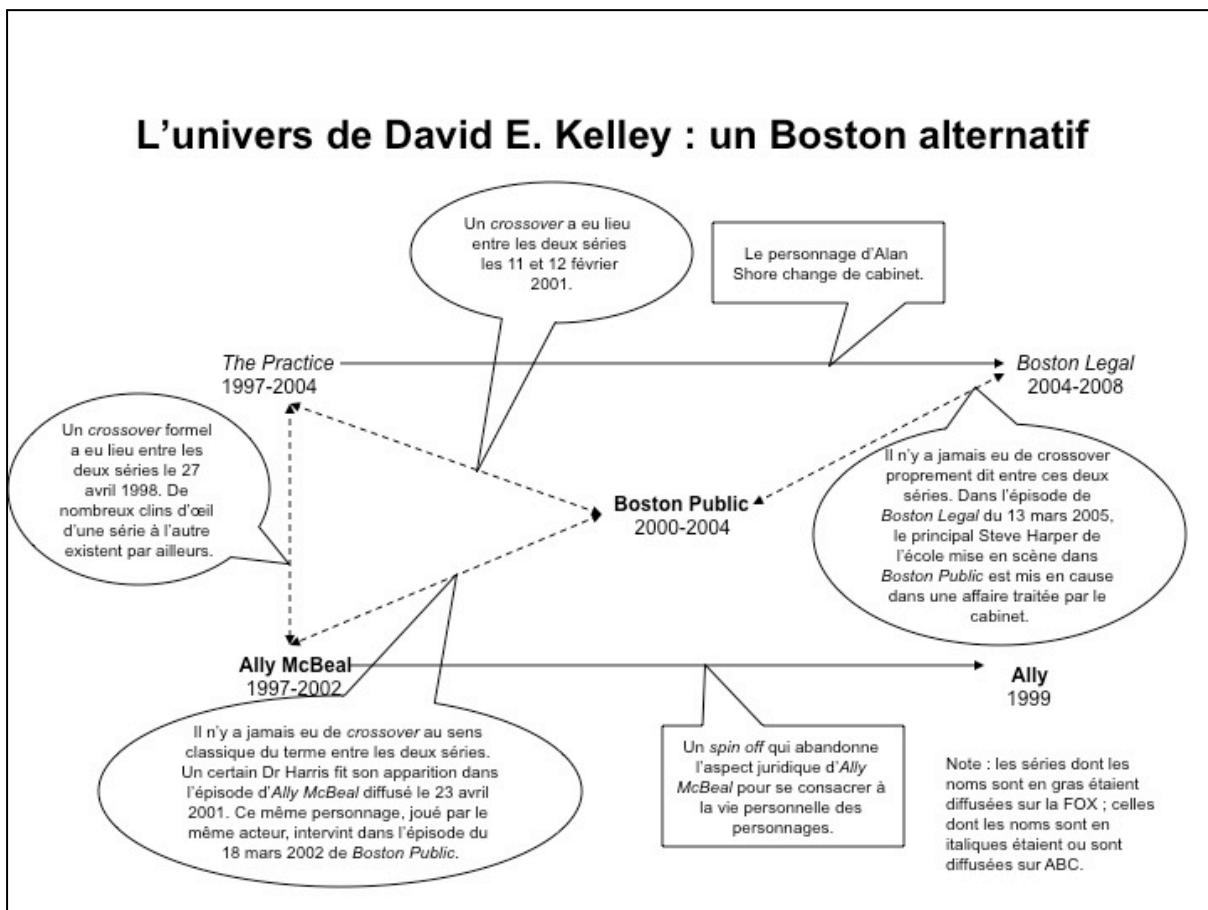 L'univers de David E. Kelley : un Boston alternatif
Un crossover a eu lieu
entre les deux séries
les 11 et 12 février
2001.
Le personnage d'Alan
Shore change de cabinet.
The Practice
1997-2004
Boston Legal
2004-2008
Un crossover formel
a eu lieu entre les
deux séries le 27
avril 1998. De
nombreux clins d'œil
d'une série à l'autre
existent par ailleurs.
Boston Public
2000-2004
Il n'y a jamais eu de crossover
proprement dit entre ces deux
séries. Dans l'épisode de
Boston Legal du 13 mars 2005,
le principal Steve Harper de
l'école mise en scène dans
Boston Public est mis en cause
dans une affaire traitée par le
cabinet.
Ally McBeal
1997-2002
Ally
1999
Il n'y a jamais eu de crossover au sens
classique du terme entre les deux séries.
Un certain Dr Harris fit son apparition dans
l'épisode d'Ally McBeal diffusé le 23 avril
2001. Ce même personnage, joué par le
même acteur, intervint dans l'épisode du
18 mars 2002 de Boston Public.
Un spin off qui abandonne
l'aspect juridique d'Ally
McBeal pour se consacrer à
la vie personnelle des
personnages.
Note : les séries dont les
noms sont en gras étaient
diffusées sur la FOX ; celles
dont les noms sont en
italiques étaient ou sont
diffusées sur ABC.